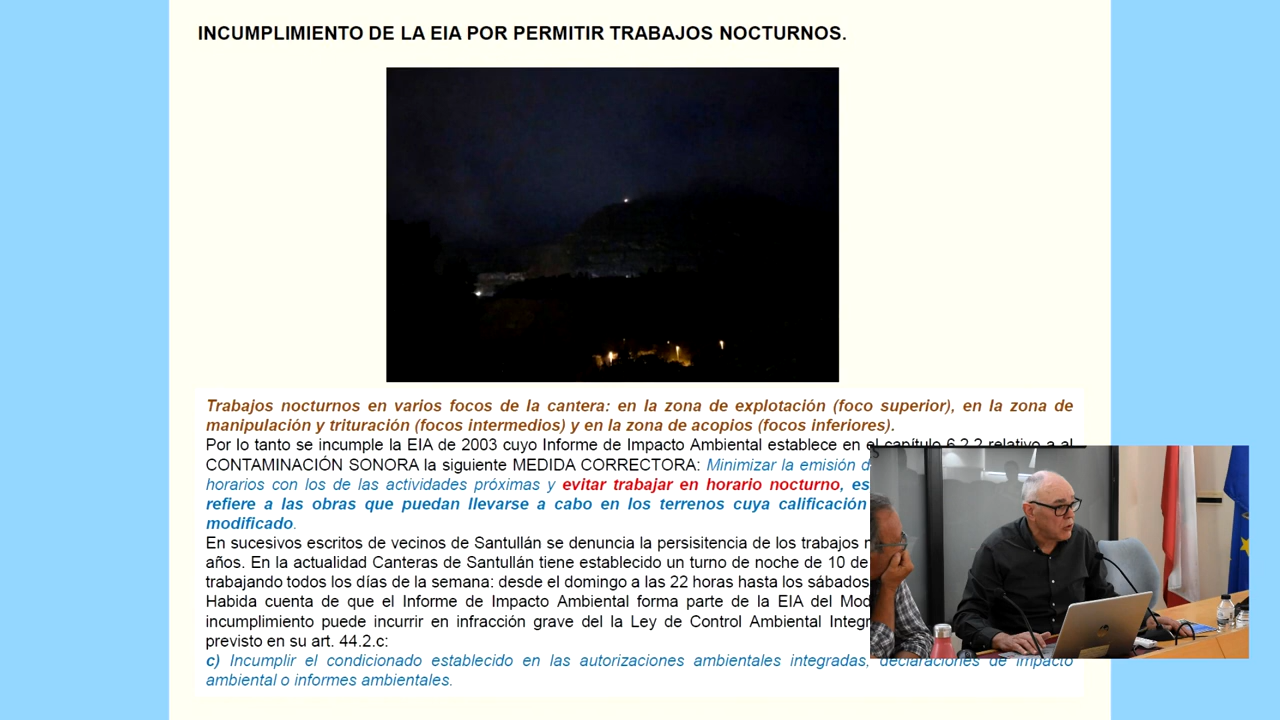 INCUMPLIMIENTO DE LA EIA POR PERMITIR TRABAJOS NOCTURNOS.
Trabajos nocturnos en varios focos de la cantera: en la zona de explotación (foco superior), en la zona de
manipulación y trituración (focos intermedios) y en la zona de acopios (focos inferiores).
Por lo tanto se incumple la EIA de 2003 cuyo Informe de Impacto Ambiental establece en el capítulo 6.2.2 relativo a al
CONTAMINACIÓN SONORA la siguiente MEDIDA CORRECTORA: Minimizar la emisión d
horarios con los de las actividades próximas y evitar trabajar en horario nocturno, es
refiere a las obras que puedan llevarse a cabo en los terrenos cuya calificación
modificado.
En sucesivos escritos de vecinos de Santullán se denuncia la persisitencia de los trabajos n
años. En la actualidad Canteras de Santullán tiene establecido un turno de noche de 10 de
trabajando todos los días de la semana: desde el domingo a las 22 horas hasta los sábados
Habida cuenta de que el Informe de Impacto Ambiental forma parte de la EIA del Mod
incumplimiento puede incurrir en infracción grave del la Ley de Control Ambiental Integr
previsto en su art. 44.2.c:
c) Incumplir el condicionado establecido en las autorizaciones ambientales integradas, declaraciones de impacto
ambiental o informes ambientales.